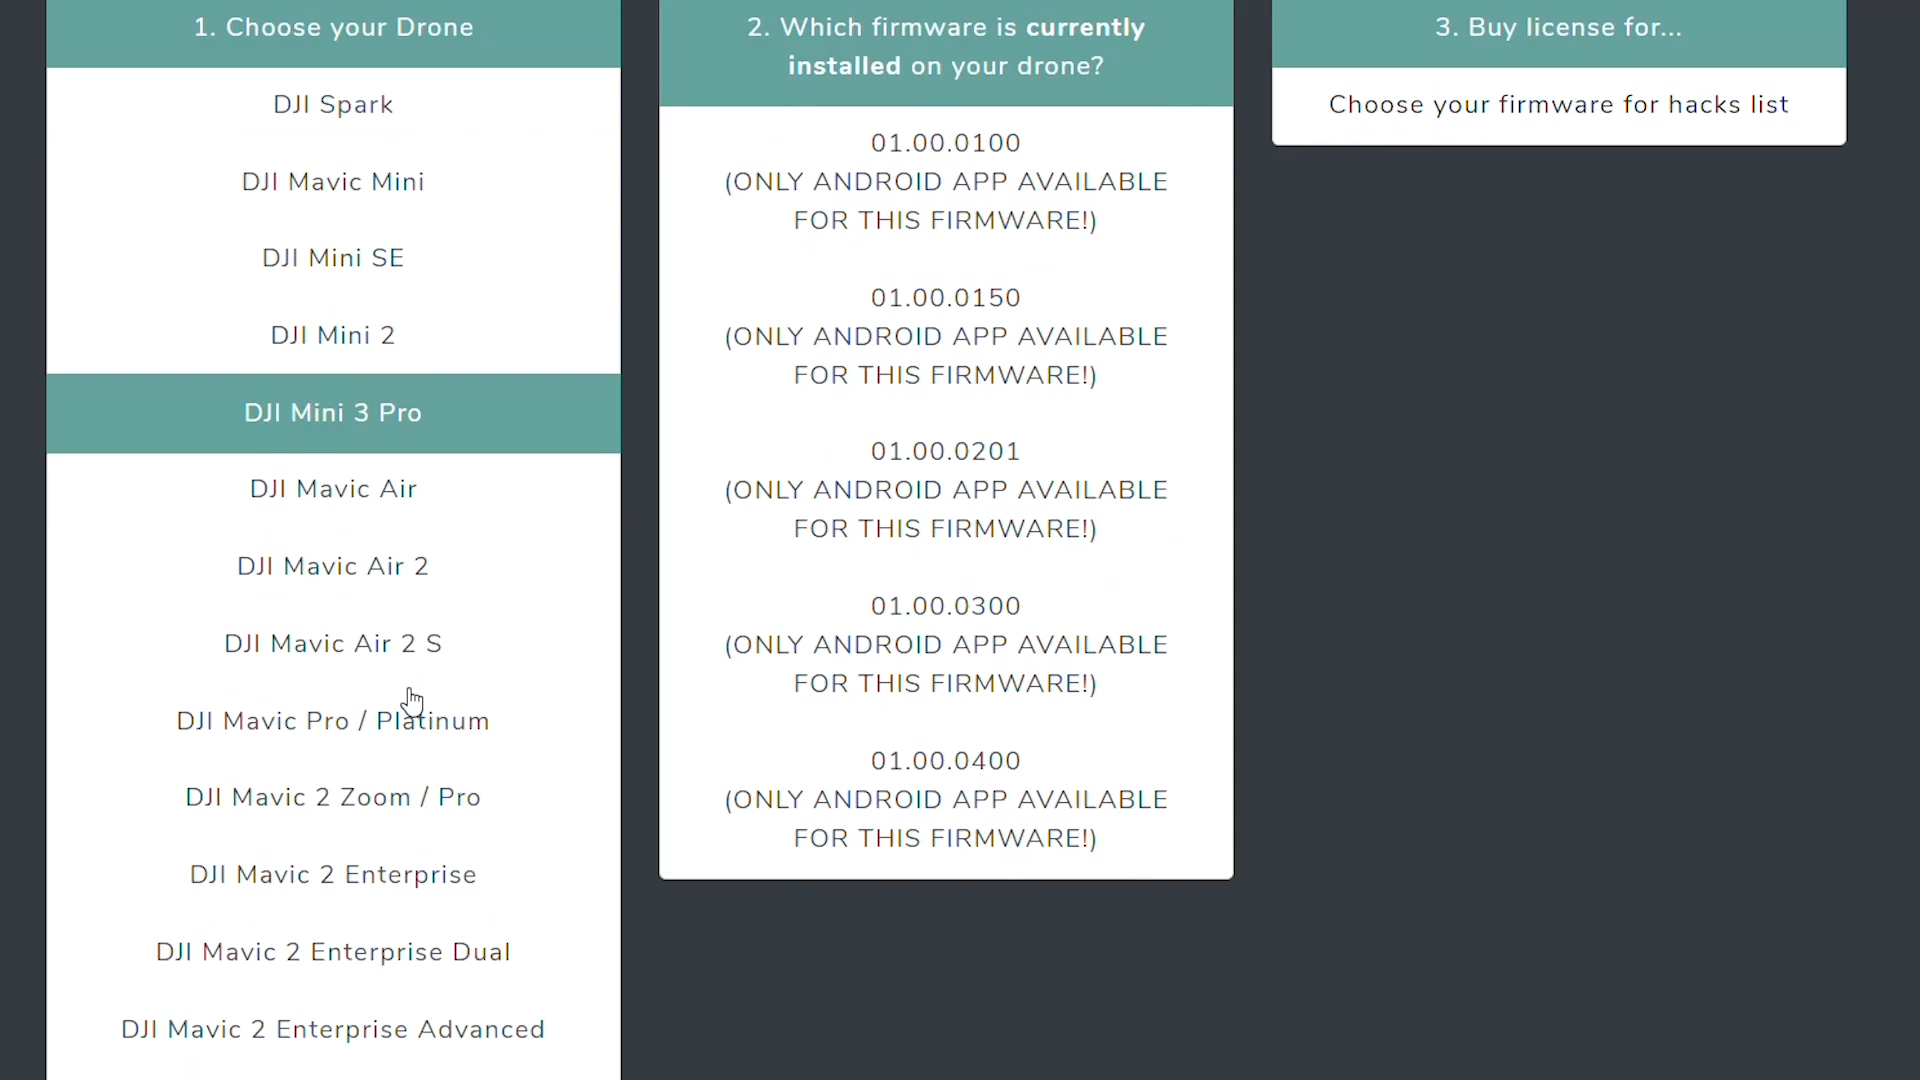 1. Choose your Drone
DJI Spark
DJI Mavic Mini
DJI Mini SE
DJI Mini 2
DJI Mini 3 Pro
DJI Mavic Air
DJI Mavic Air 2
DJI Mavic Air 2 S
DJI Mavic Pro / Platinum
DJI Mavic 2 Zoom / Pro
DJI Mavic 2 Enterprise
DJI Mavic 2 Enterprise Dual
DJI Mavic 2 Enterprise Advanced
2. Which firmware is currently
installed on your drone?
01.00.0100
(ONLY ANDROID APP AVAILABLE
FOR THIS FIRMWARE!)
01.00.0150
(ONLY ANDROID APP AVAILABLE
FOR THIS FIRMWARE!)
01.00.0201
(ONLY ANDROID APP AVAILABLE
FOR THIS FIRMWARE!)
01.00.0300
(ONLY ANDROID APP AVAILABLE
FOR THIS FIRMWARE!)
01.00.0400
(ONLY ANDROID APP AVAILABLE
FOR THIS FIRMWARE!)
3. Buy license for...
Choose your firmware for hacks list